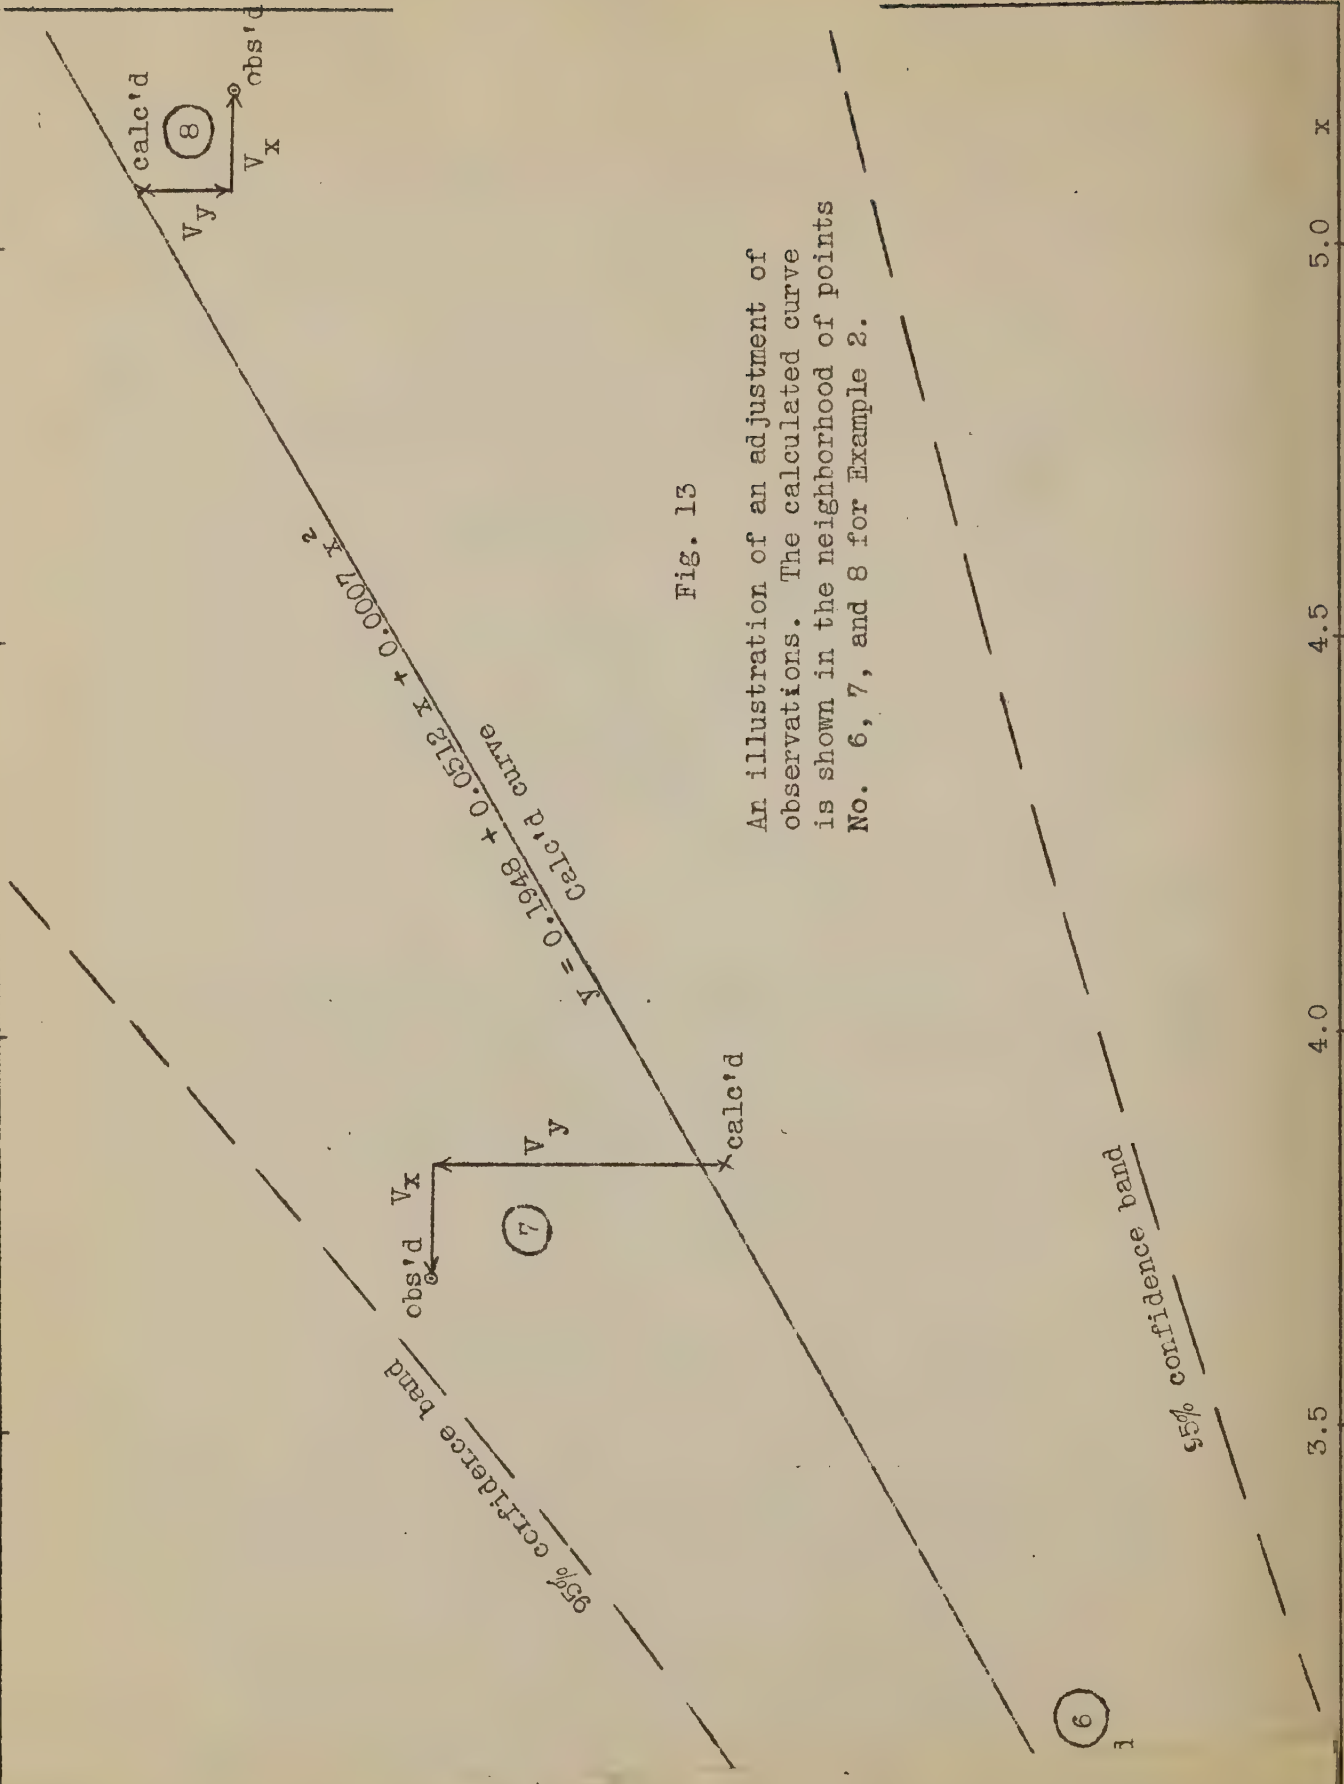 95% confidence band
obs'd
V x
7
V y
calc'd
y = 0.1948 + 0.0512 x + 0.0007 x²
Calc'd curve
calc'd
8
V y
V x
obs'd
Fig. 13
An illustration of an adjustment of
observations. The calculated curve
is shown in the neighborhood of points
No. 6, 7, and 8 for Example 2.
6
95% confidence band
3.5 4.0 4.5 5.0 x